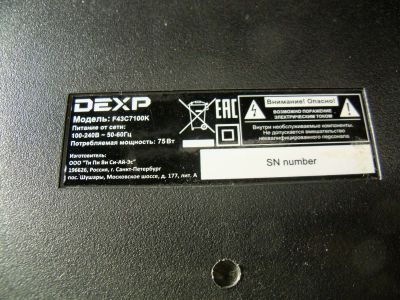 DEXP
Модель: F43C7100K
Питание от сети:
100-240В ~ 50-60Гц
Потребляемая мощность: 75 Вт
Изготовитель:
ООО "Ти Пи Ви Си-Ай-Эс"
196626, Россия, г. Санкт-Петербург
пос. Шушары, Московское шоссе, д. 177, лит. А
EAC
Внимание! Опасно!
ВОЗМОЖНО ПОРАЖЕНИЕ
ЭЛЕКТРИЧЕСКИМ ТОКОМ
Внутри необслуживаемые компоненты.
Не допускается вмешательство
неквалифицированного персонала.
SN number